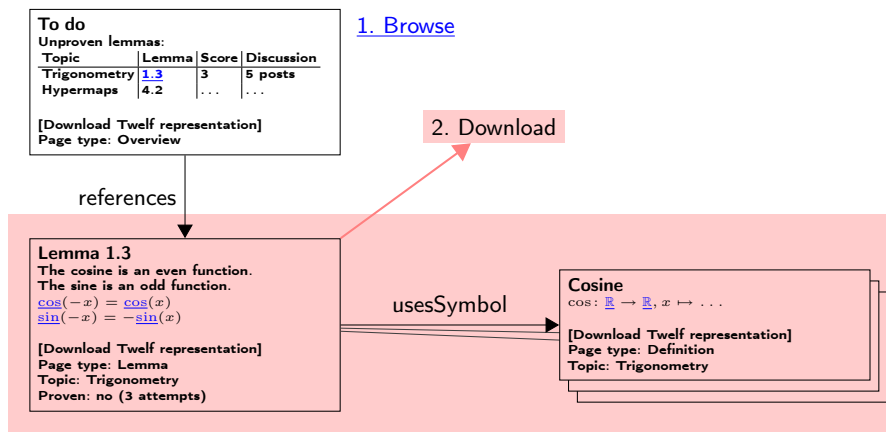 To do
1. Browse
Unproven lemmas:
Topic Lemma Score Discussion
Trigonometry 1.3 3 5 posts
Hypermaps 4.2 . . . . . .
[Download Twelf representation]
Page type: Overview
2. Download
references
Lemma 1.3
The cosine is an even function.
The sine is an odd function.
cos(−x) = cos(x)
sin(−x) = −sin(x)
[Download Twelf representation]
Page type: Lemma
Topic: Trigonometry
Proven: no (3 attempts)
usesSymbol
Cosine
cos: ℝ → ℝ, x ↦ . . .
[Download Twelf representation]
Page type: Definition
Topic: Trigonometry